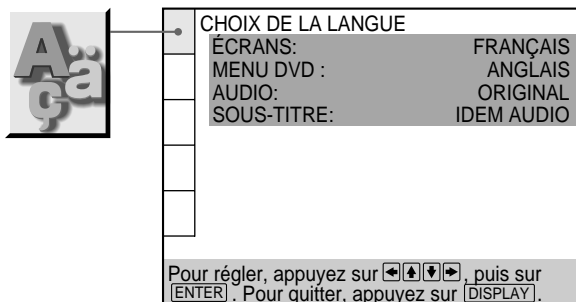 Aäç
CHOIX DE LA LANGUE
ÉCRANS: FRANÇAIS
MENU DVD : ANGLAIS
AUDIO: ORIGINAL
SOUS-TITRE: IDEM AUDIO
Pour régler, appuyez sur ←↑↓→, puis sur
ENTER . Pour quitter, appuyez sur DISPLAY .